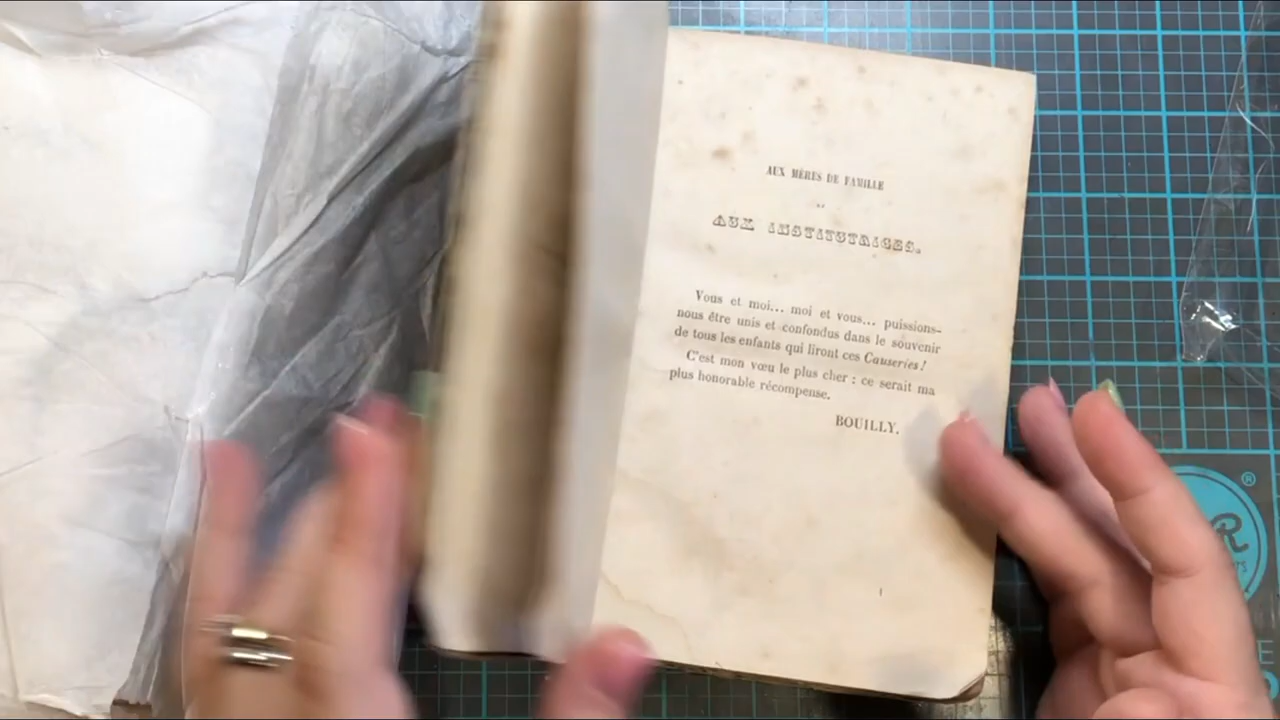 AUX MÈRES DE FAMILLE
AUX INSTITUTRICES.
Vous et moi... moi et vous... puissions-
nous être unis et confondus dans le souvenir
de tous les enfants qui liront ces Causeries!
C'est mon vœu le plus cher : ce serait ma
plus honorable récompense.
BOUILLY.
R
®